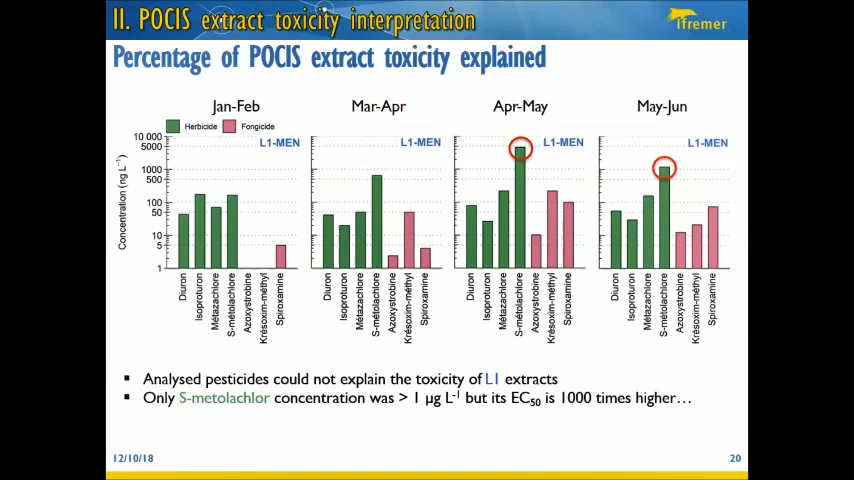 II. POCIS extract toxicity interpretation
Ifremer
Percentage of POCIS extract toxicity explained
Jan-Feb
Mar-Apr
Apr-May
May-Jun
Herbicide
Fongicide
L1-MEN
L1-MEN
L1-MEN
L1-MEN
Concentration (ng L⁻¹)
10 000
5000
1000
500
100
50
10
5
1
Diuron
Isoproturon
Métazachlore
S-métolachlore
Azoxystrobine
Krésoxim-méthyl
Spiroxamine
Diuron
Isoproturon
Métazachlore
S-métolachlore
Azoxystrobine
Krésoxim-méthyl
Spiroxamine
Diuron
Isoproturon
Métazachlore
S-métolachlore
Azoxystrobine
Krésoxim-méthyl
Spiroxamine
Diuron
Isoproturon
Métazachlore
S-métolachlore
Azoxystrobine
Krésoxim-méthyl
Spiroxamine
▪ Analysed pesticides could not explain the toxicity of L1 extracts
▪ Only S-metolachlor concentration was > 1 µg L⁻¹ but its EC₅₀ is 1000 times higher…
12/10/18
20